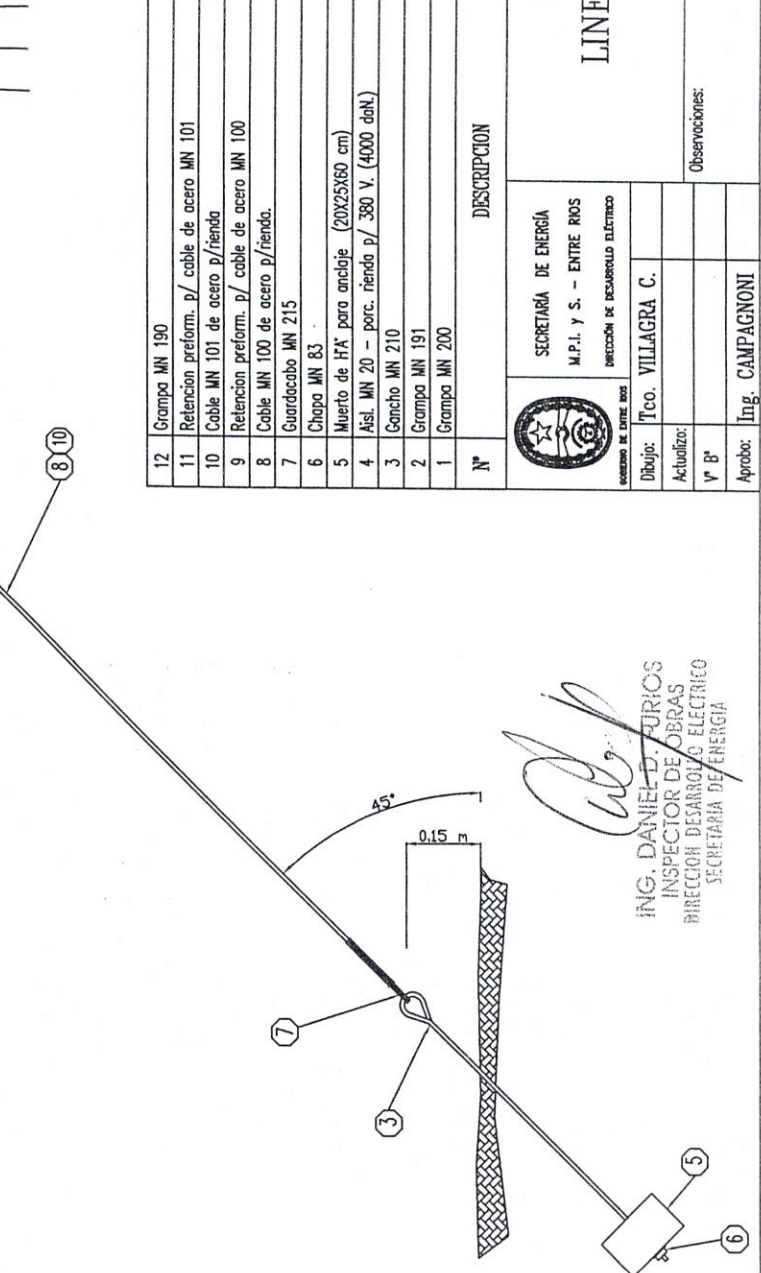 8 10
45°
0.15 m
7
3
5
6
ING. DANIEL D. FURIOS
INSPECTOR DE OBRAS
DIRECCION DESARROLLO ELECTRICO
SECRETARIA DE ENERGIA
12 Grampa MN 190
11 Retencion preform. p/ cable de acero MN 101
10 Cable MN 101 de acero p/rienda
9 Retencion preform. p/ cable de acero MN 100
8 Cable MN 100 de acero p/rienda.
7 Guardacabo MN 215
6 Chapa MN 83
5 Muerto de H°A° para anclaje (20X25X60 cm)
4 Aisl. MN 20 - porc. rienda p/ 380 V. (4000 daN.)
3 Gancho MN 210
2 Grampa MN 191
1 Grampa MN 200
N° DESCRIPCION
GOBIERNO DE ENTRE RIOS
SECRETARÍA DE ENERGÍA
M.P.I. y S. - ENTRE RIOS
DIRECCIÓN DE DESARROLLO ELÉCTRICO
LINE
Dibujo: Tco. VILLAGRA C.
Actualizo:
V° B°
Aprobo: Ing. CAMPAGNONI
Observaciones: